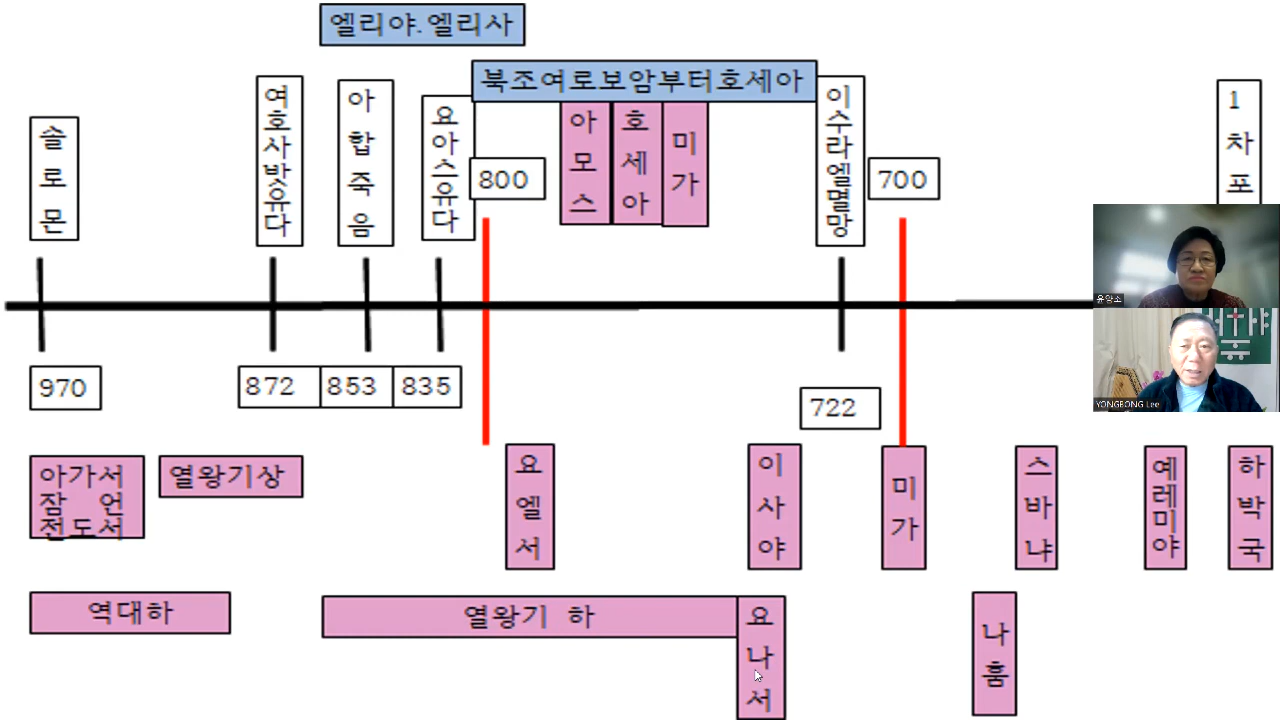 엘리야.엘리사
북조여로보암부터호세아
솔로몬
여호사밧유다
아합죽음
요아스유다
800
아모스
호세아
미가
이수라엘멸망
700
1차포
970
872
853
835
722
윤앙소
YONGBONG Lee
아가서
잠 언
전도서
열왕기상
요엘서
이사야
미가
스바냐
예레미야
하박국
역대하
열왕기 하
요나서
나훔